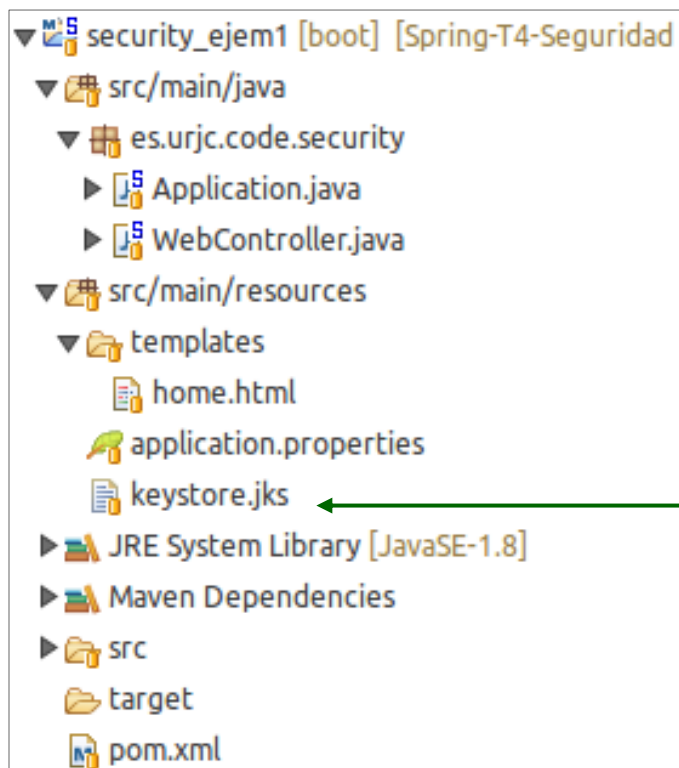 security_ejem1 [boot] [Spring-T4-Seguridad
src/main/java
es.urjc.code.security
Application.java
WebController.java
src/main/resources
templates
home.html
application.properties
keystore.jks
JRE System Library [JavaSE-1.8]
Maven Dependencies
src
target
pom.xml